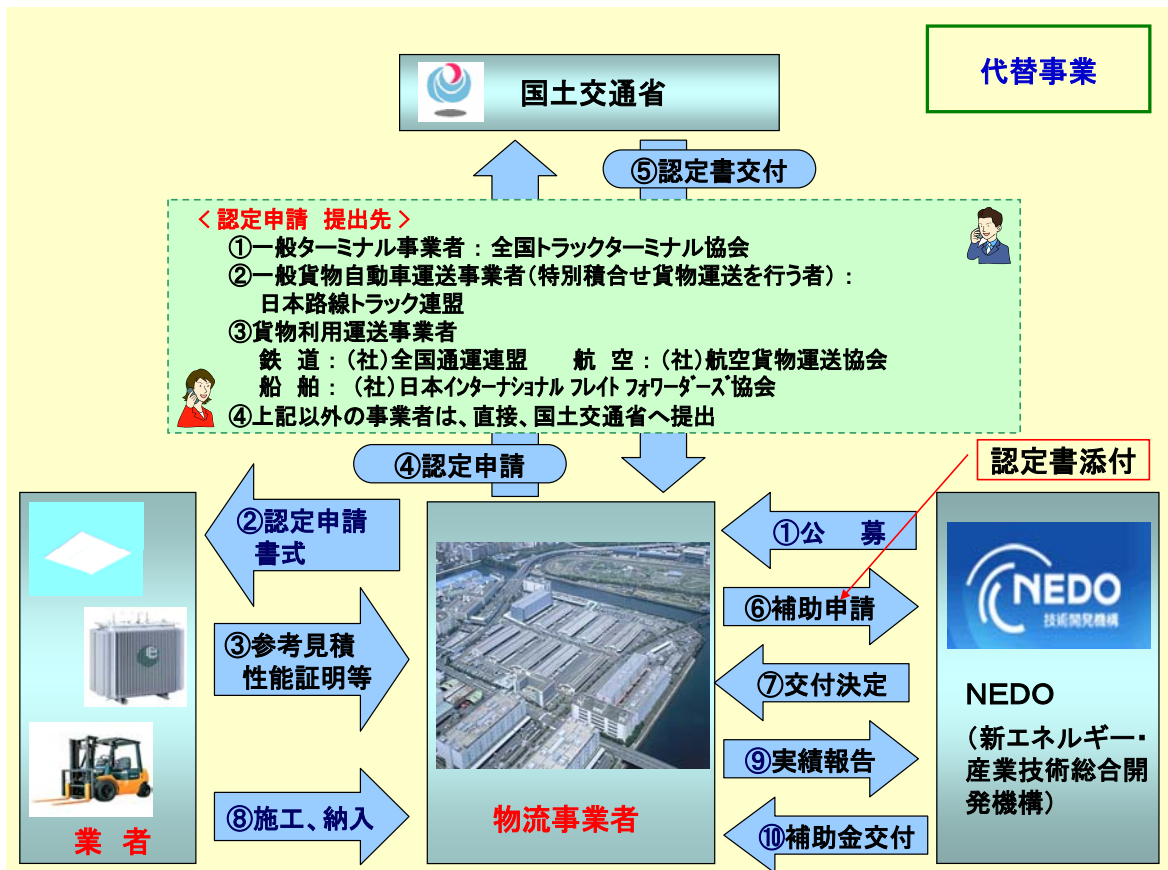 代替事業
国土交通省
⑤認定書交付
<認定申請 提出先>
①一般ターミナル事業者：全国トラックターミナル協会
②一般貨物自動車運送事業者（特別積合せ貨物運送を行う者）：
日本路線トラック連盟
③貨物利用運送事業者
鉄 道：（社）全国通運連盟 航 空：（社）航空貨物運送協会
船 舶：（社）日本インターナショナル フレイト フォワーダーズ協会
④上記以外の事業者は、直接、国土交通省へ提出
④認定申請
認定書添付
②認定申請
書式
③参考見積
性能証明等
⑧施工、納入
業 者
物流事業者
①公 募
⑥補助申請
⑦交付決定
⑨実績報告
⑩補助金交付
NEDO
技術開発機構
NEDO
（新エネルギー・
産業技術総合開
発機構）